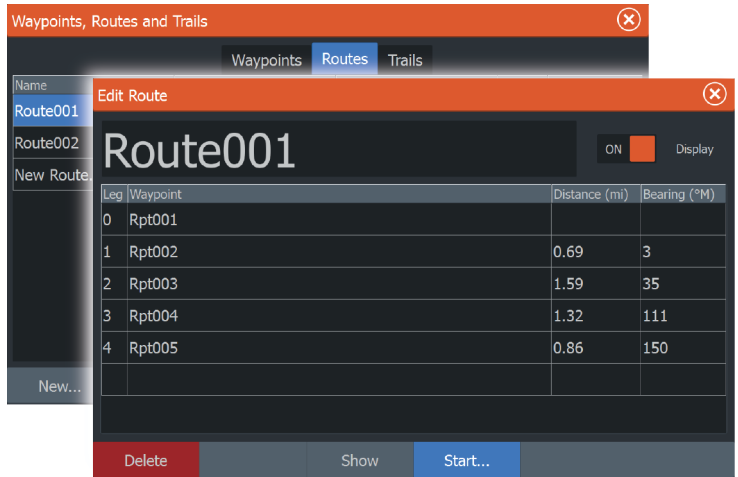 Waypoints, Routes and Trails
Waypoints Routes Trails
Name
Route001
Route002
New Route.
New...
Edit Route
Route001
ON Display
Leg Waypoint Distance (mi) Bearing (°M)
0 Rpt001
1 Rpt002 0.69 3
2 Rpt003 1.59 35
3 Rpt004 1.32 111
4 Rpt005 0.86 150
Delete Show Start...